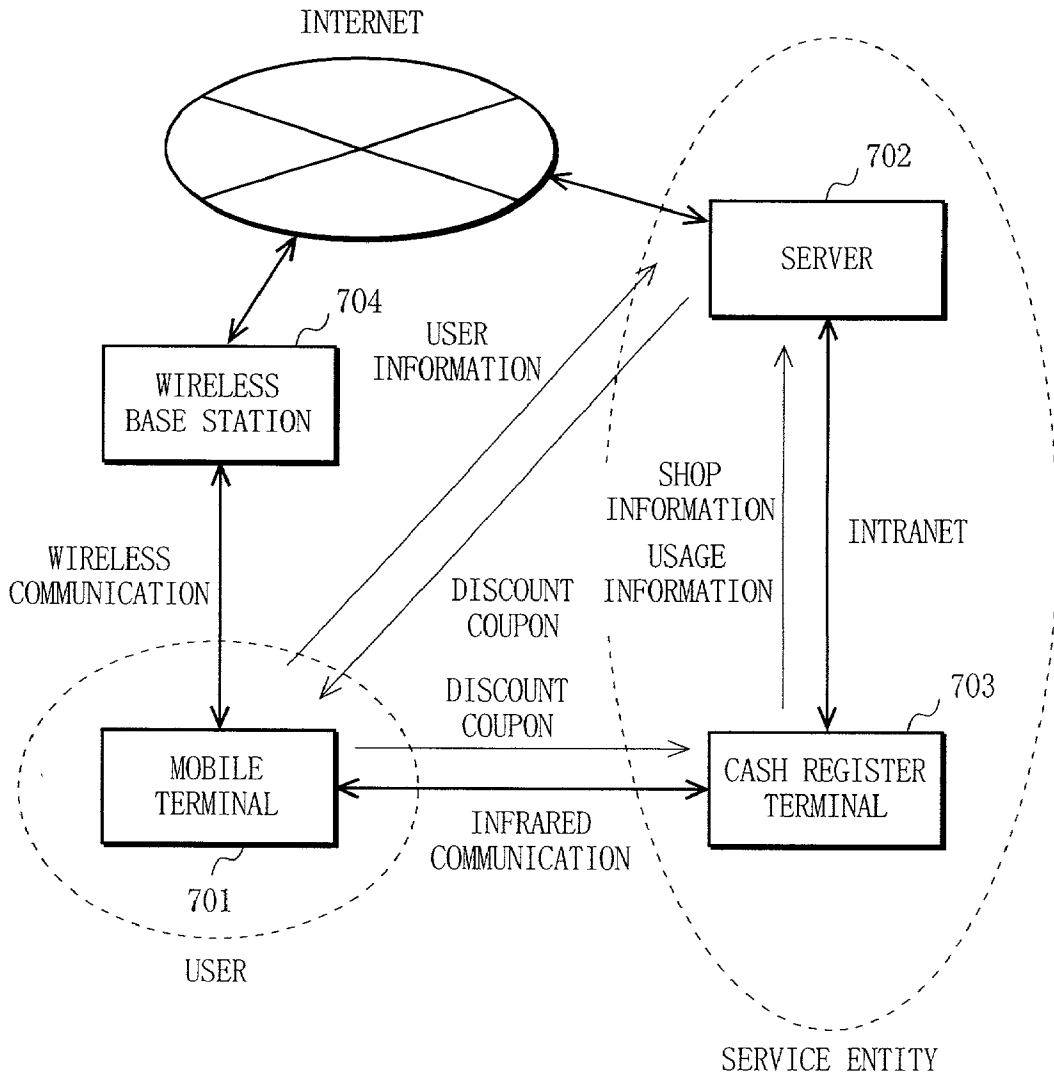 INTERNET
702
SERVER
704
WIRELESS
BASE STATION
USER
INFORMATION
SHOP
INFORMATION
USAGE
INFORMATION
INTRANET
WIRELESS
COMMUNICATION
DISCOUNT
COUPON
DISCOUNT
COUPON
703
MOBILE
TERMINAL
CASH REGISTER
TERMINAL
INFRARED
COMMUNICATION
701
USER
SERVICE ENTITY